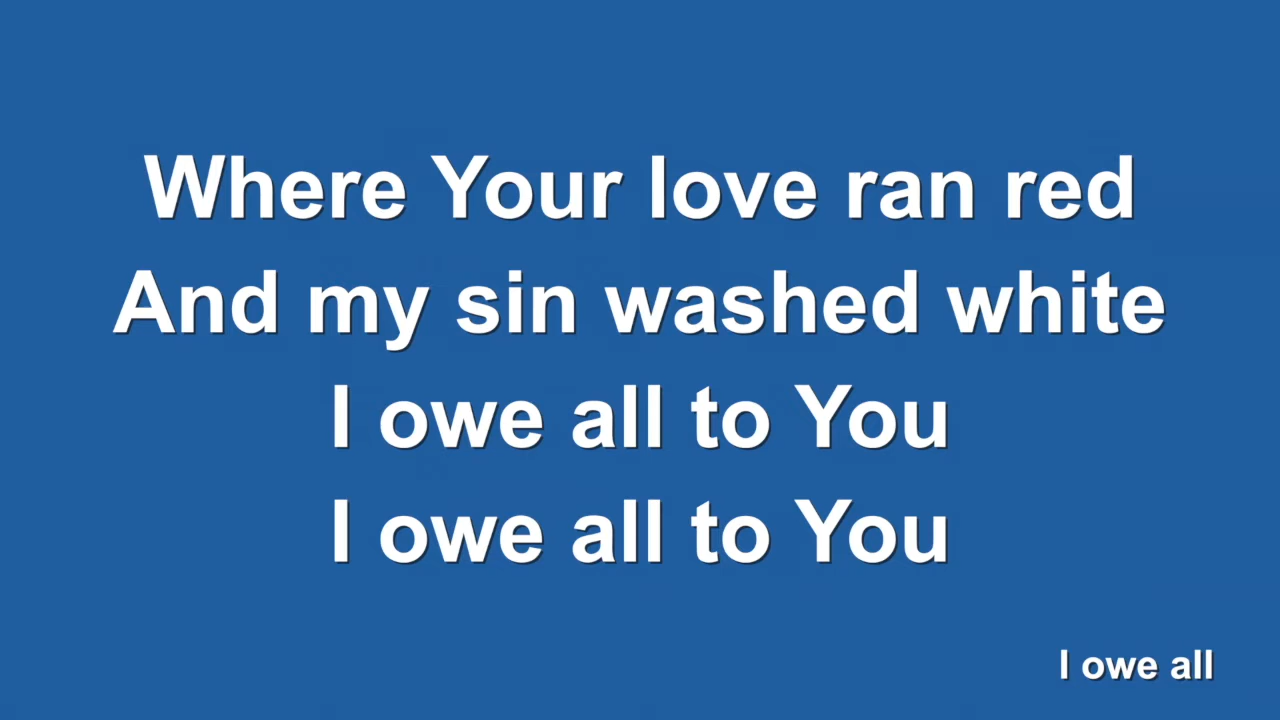 Where Your love ran red
And my sin washed white
I owe all to You
I owe all to You
I owe all